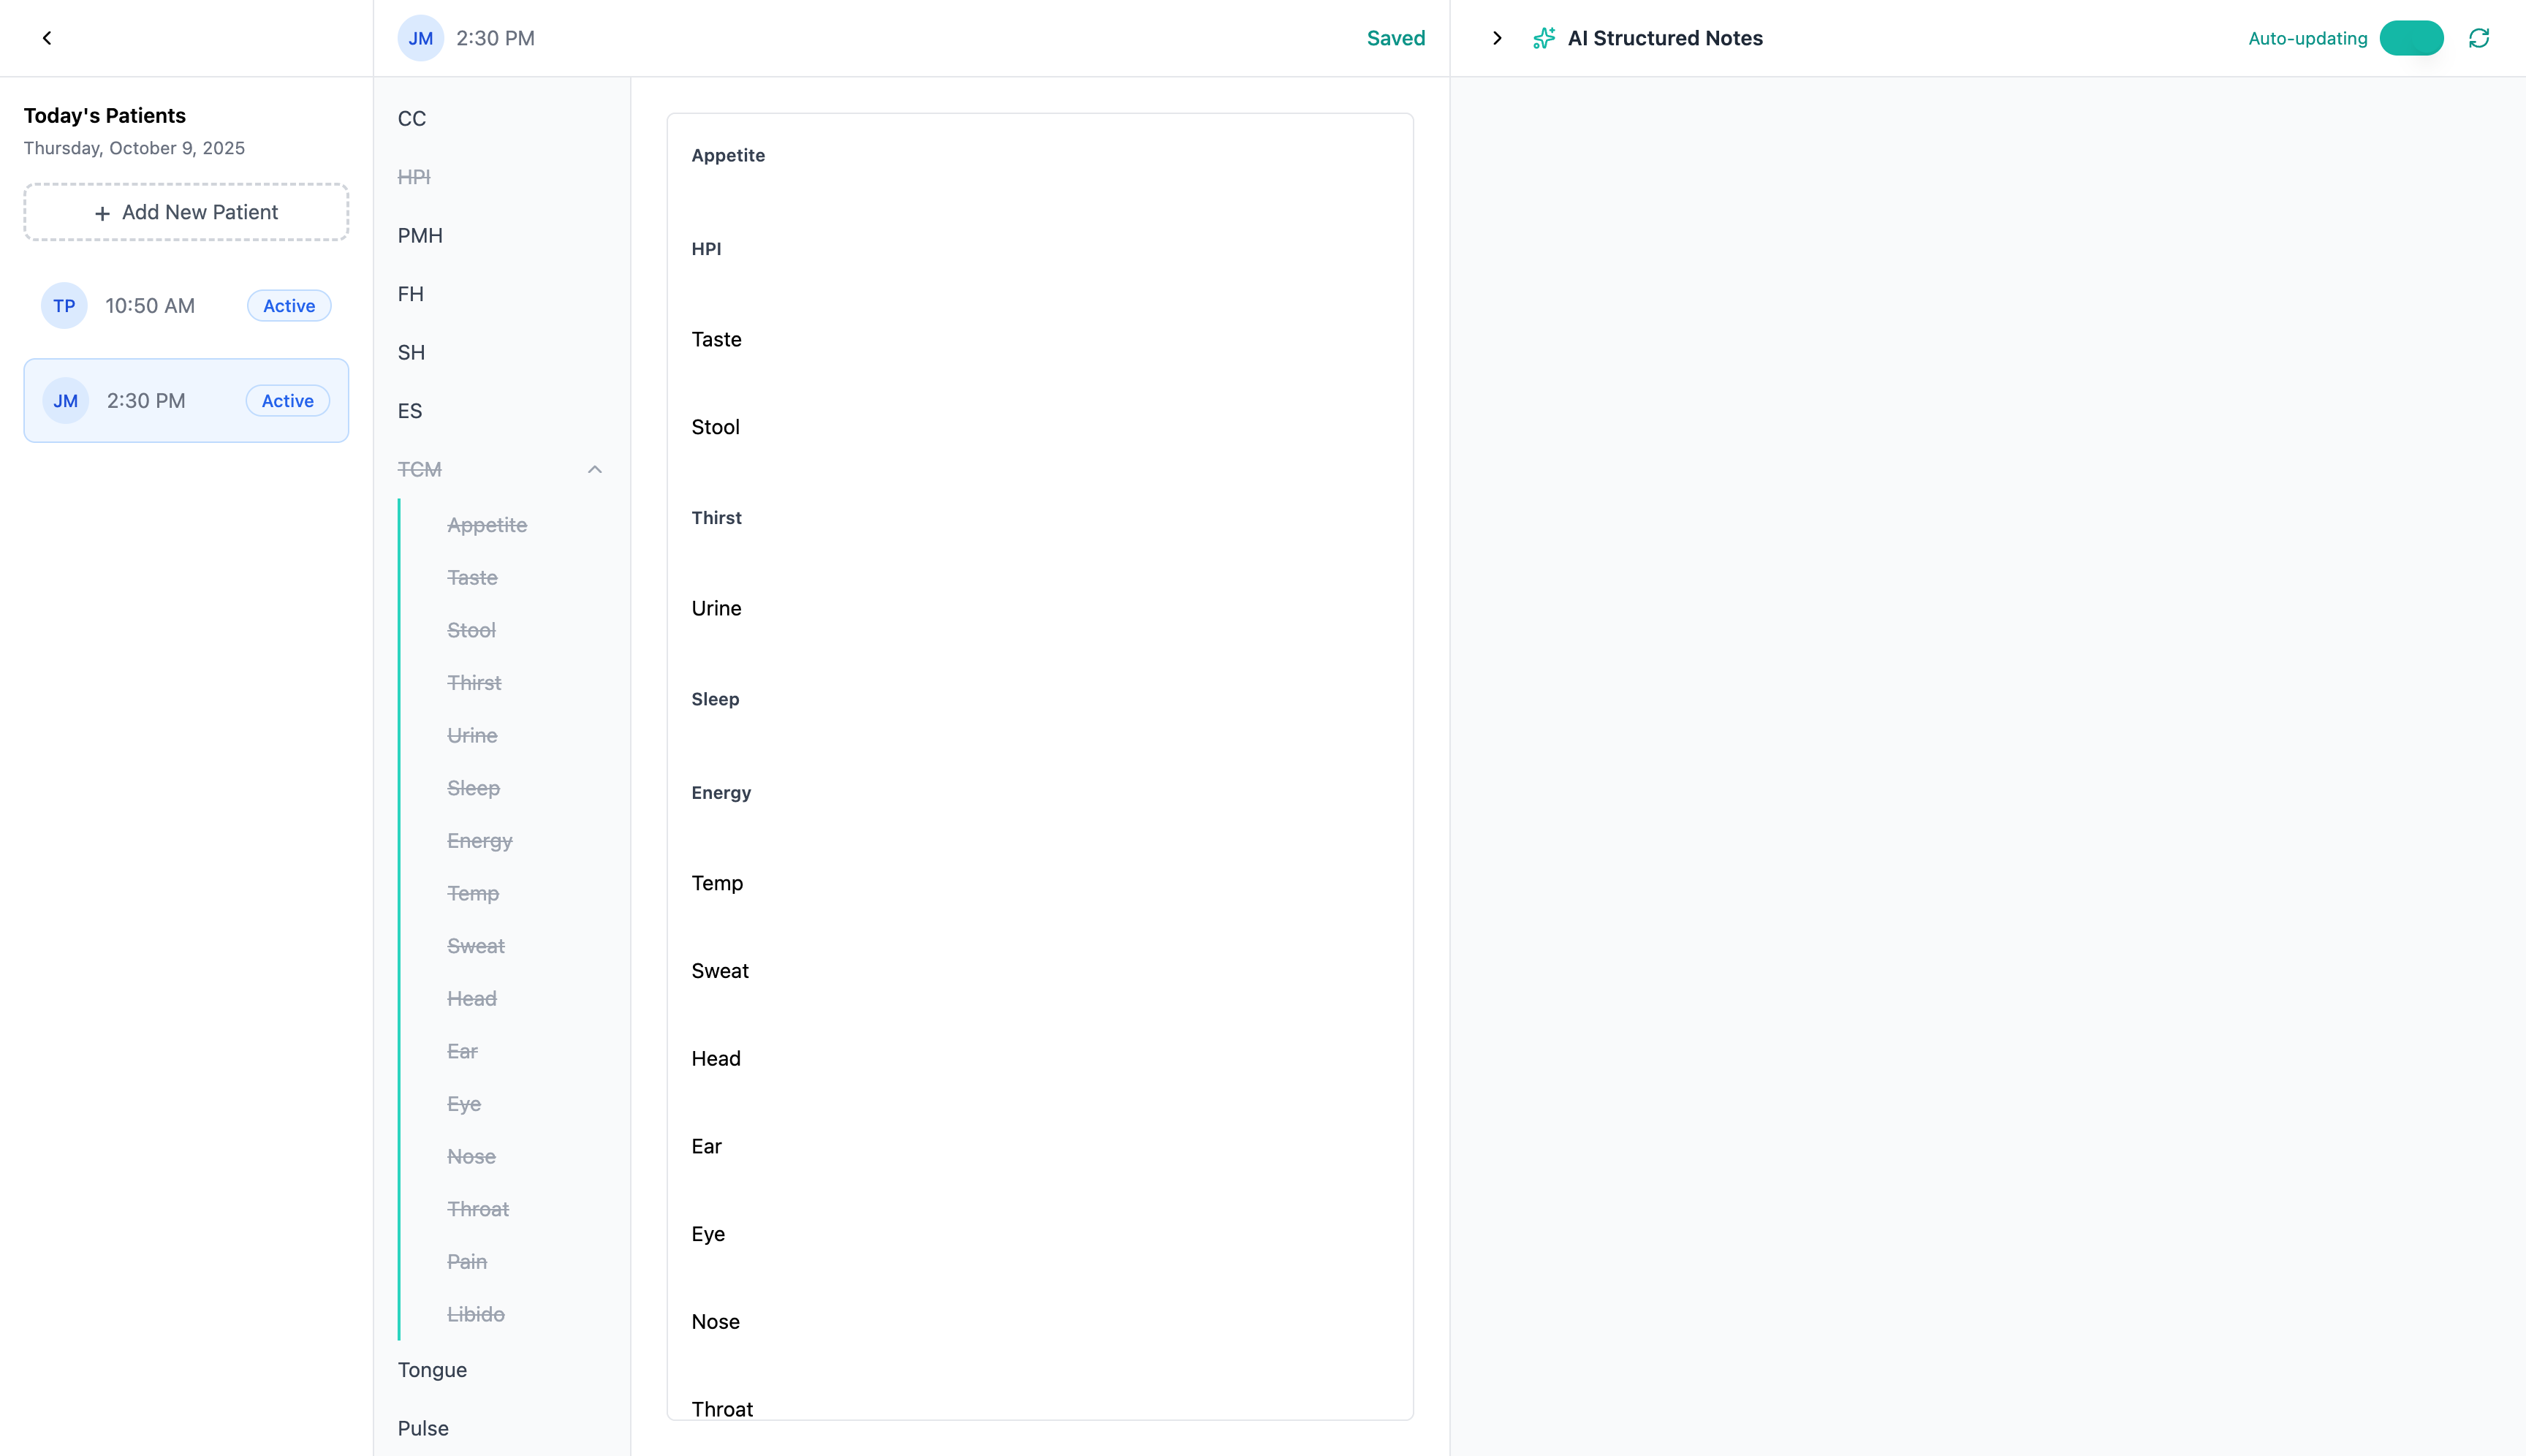 JM 2:30 PM Saved
AI Structured Notes Auto-updating
Today's Patients
Thursday, October 9, 2025
+ Add New Patient
TP 10:50 AM Active
JM 2:30 PM Active
CC
HPI
PMH
FH
SH
ES
TCM
Appetite
Taste
Stool
Thirst
Urine
Sleep
Energy
Temp
Sweat
Head
Ear
Eye
Nose
Throat
Pain
Libido
Tongue
Pulse
Appetite
HPI
Taste
Stool
Thirst
Urine
Sleep
Energy
Temp
Sweat
Head
Ear
Eye
Nose
Throat